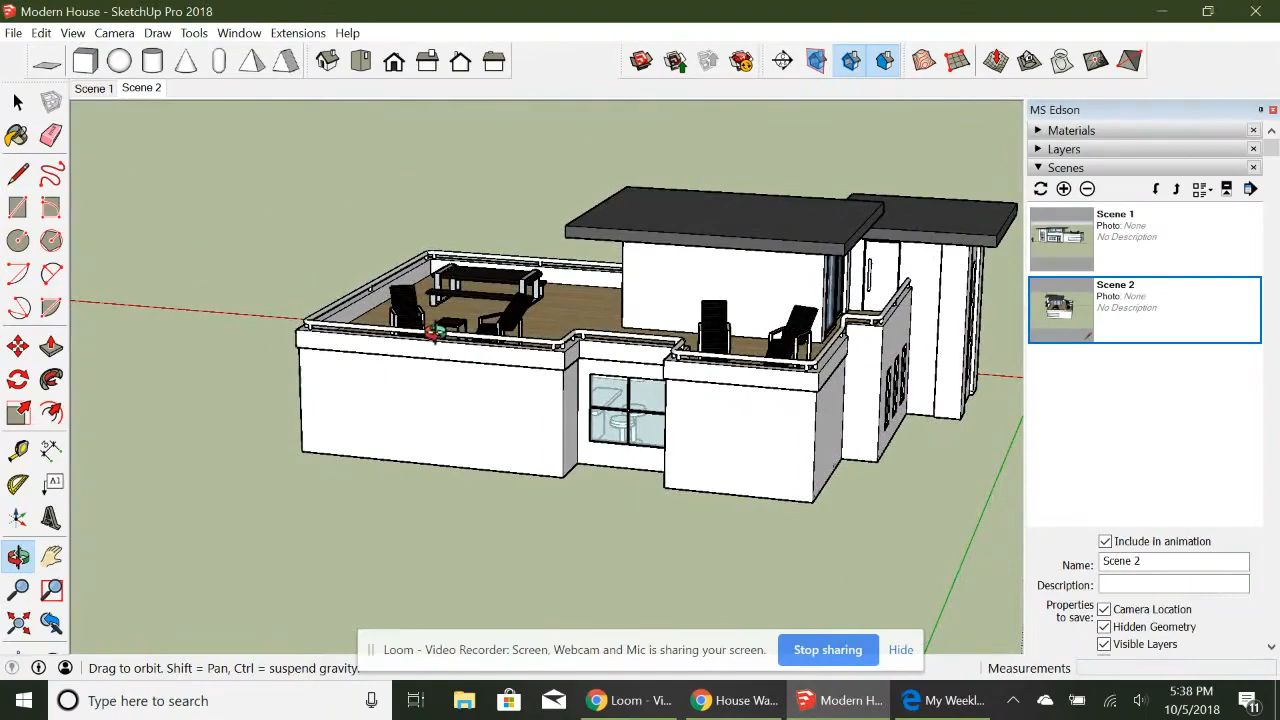 Modern House - SketchUp Pro 2018
File Edit View Camera Draw Tools Window Extensions Help
Scene 1 Scene 2
MS Edson
Materials
Layers
Scenes
Scene 1
Photo: None
No Description
Scene 2
Photo: None
No Description
A1
Include in animation
Name: Scene 2
Description:
Properties
to save:
Camera Location
Hidden Geometry
Visible Layers
Loom - Video Recorder: Screen, Webcam and Mic is sharing your screen. Stop sharing Hide
Drag to orbit. Shift = Pan, Ctrl = suspend gravity. Measurements
Type here to search
Loom - Vi... House Wa... Modern H... My Weekl...
5:38 PM
10/5/2018
11